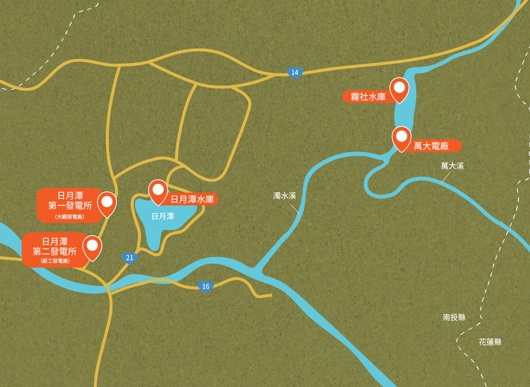 14
霧社水庫
萬大電廠
萬大溪
日月潭
第一發電所
(大觀發電廠)
日月潭水庫
日月潭
濁水溪
日月潭
第二發電所
(鉅工發電廠)
21
16
南投縣
花蓮縣